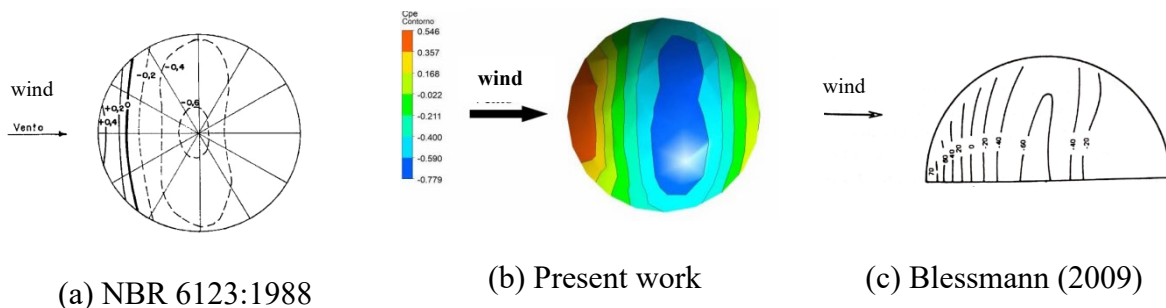 wind
Vento
+0,2
+0,4
0
-0,2
-0,4
-0,6
(a) NBR 6123:1988
Cpe
Contorno
0.546
0.357
0.168
-0.022
-0.211
-0.400
-0.590
-0.779
wind
(b) Present work
wind
70
60
40
20
0
-20
-40
-60
-40
-20
(c) Blessmann (2009)